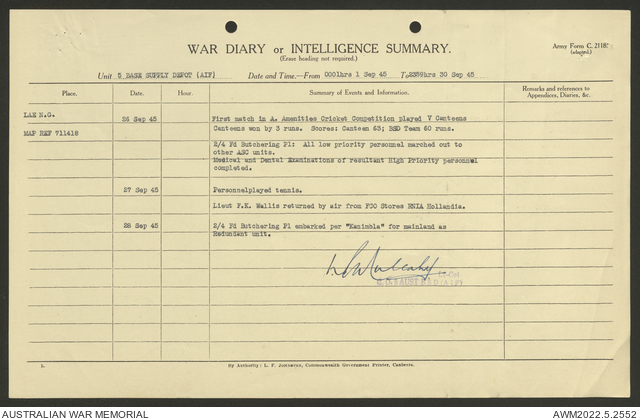 WAR DIARY or INTELLIGENCE SUMMARY.
(Erase heading not required.)
Army Form C. 2118.
(adapted.)
Unit 5 BASE SUPPLY DEPOT (AIF) Date and Time.—From 0001hrs 1 Sep 45 To 2359hrs 30 Sep 45
Place. Date. Hour. Summary of Events and Information. Remarks and references to
Appendices, Diaries, &c.
LAE N.G. 26 Sep 45 First match in A. Amenities Cricket Competition played V Canteens
MAP REF 711418 Canteens won by 3 runs. Scores: Canteen 63; BSD Team 60 runs.
2/4 Fd Butchering Pl: All low priority personnel marched out to
other ASC units.
Medical and Dental Examinations of resultant High Priority personnel
completed.
27 Sep 45 Personnelplayed tennis.
Lieut F.K. Wallis returned by air from FOO Stores BNIA Hollandia.
28 Sep 45 2/4 Fd Butchering Pl embarked per "Kanimbla" for mainland as
Redundent unit.
Lt-Col
By Authority: L. F. Johnston, Commonwealth Government Printer, Canberra.
AUSTRALIAN WAR MEMORIAL AWM2022.5.2552